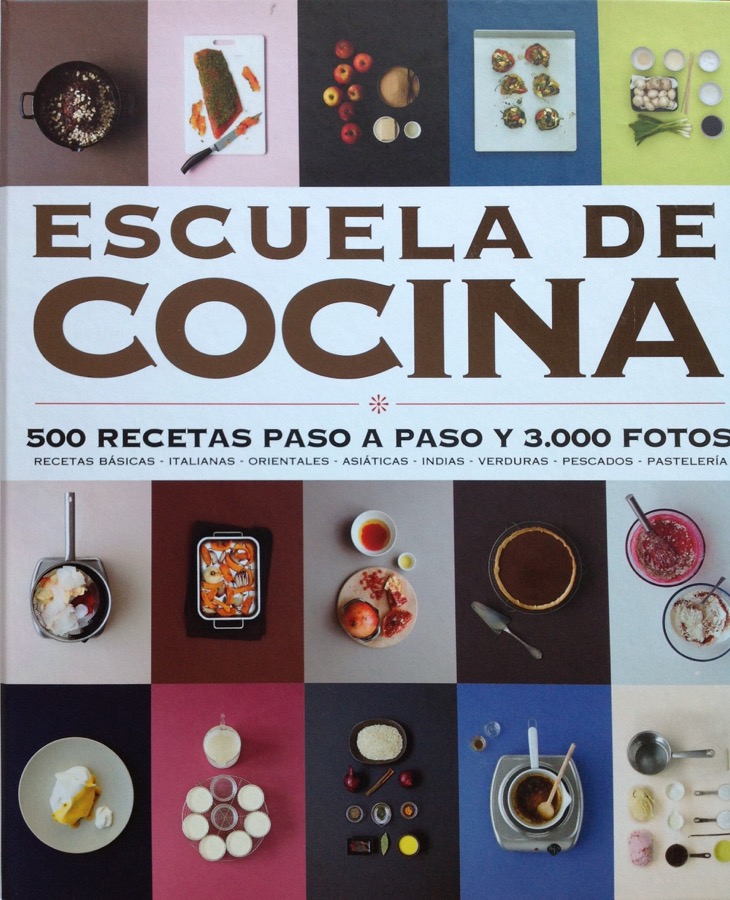 ESCUELA DE
COCINA
500 RECETAS PASO A PASO Y 3.000 FOTOS
RECETAS BÁSICAS - ITALIANAS - ORIENTALES - ASIÁTICAS - INDIAS - VERDURAS - PESCADOS - PASTELERÍA